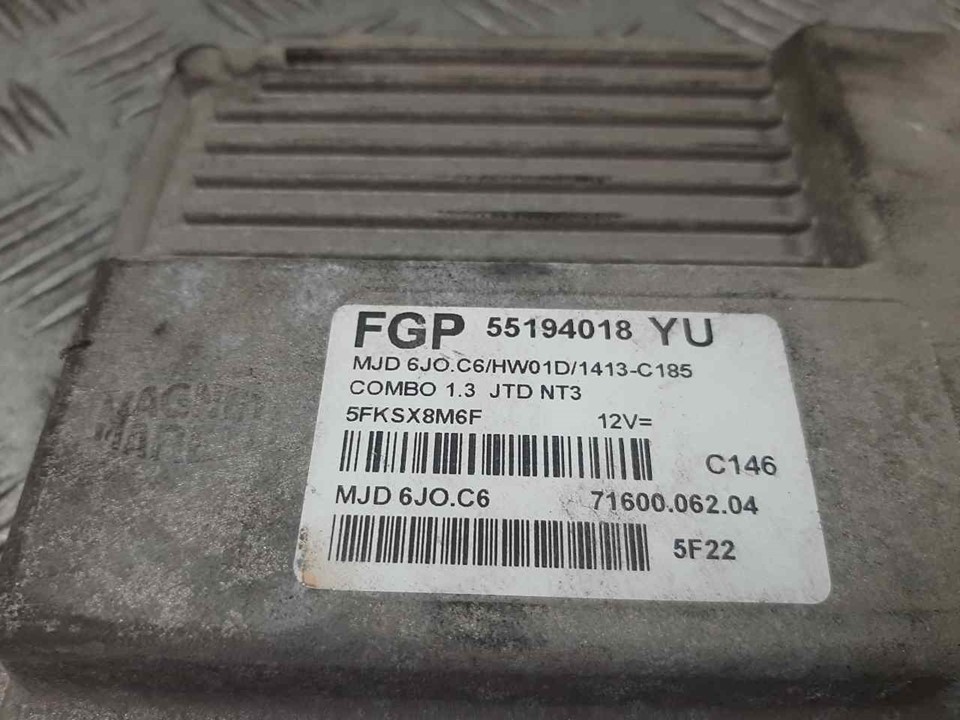 FGP 55194018 YU
MJD 6JO.C6/HW01D/1413-C185
COMBO 1.3 JTD NT3
5FKSX8M6F 12V=
C146
MJD 6JO.C6 71600.062.04
5F22